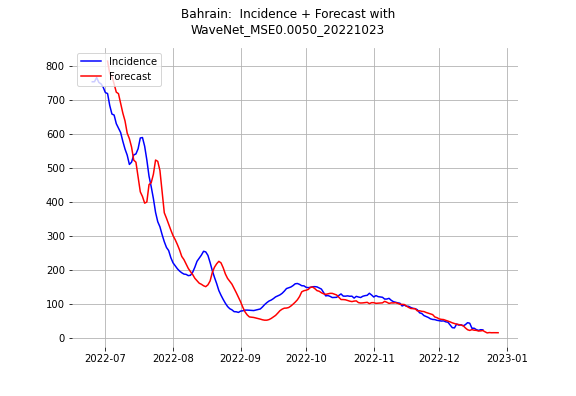 Bahrain:  Incidence + Forecast with
WaveNet_MSE0.0050_20221023
Incidence
Forecast
800
700
600
500
400
300
200
100
0
2022-07 2022-08 2022-09 2022-10 2022-11 2022-12 2023-01